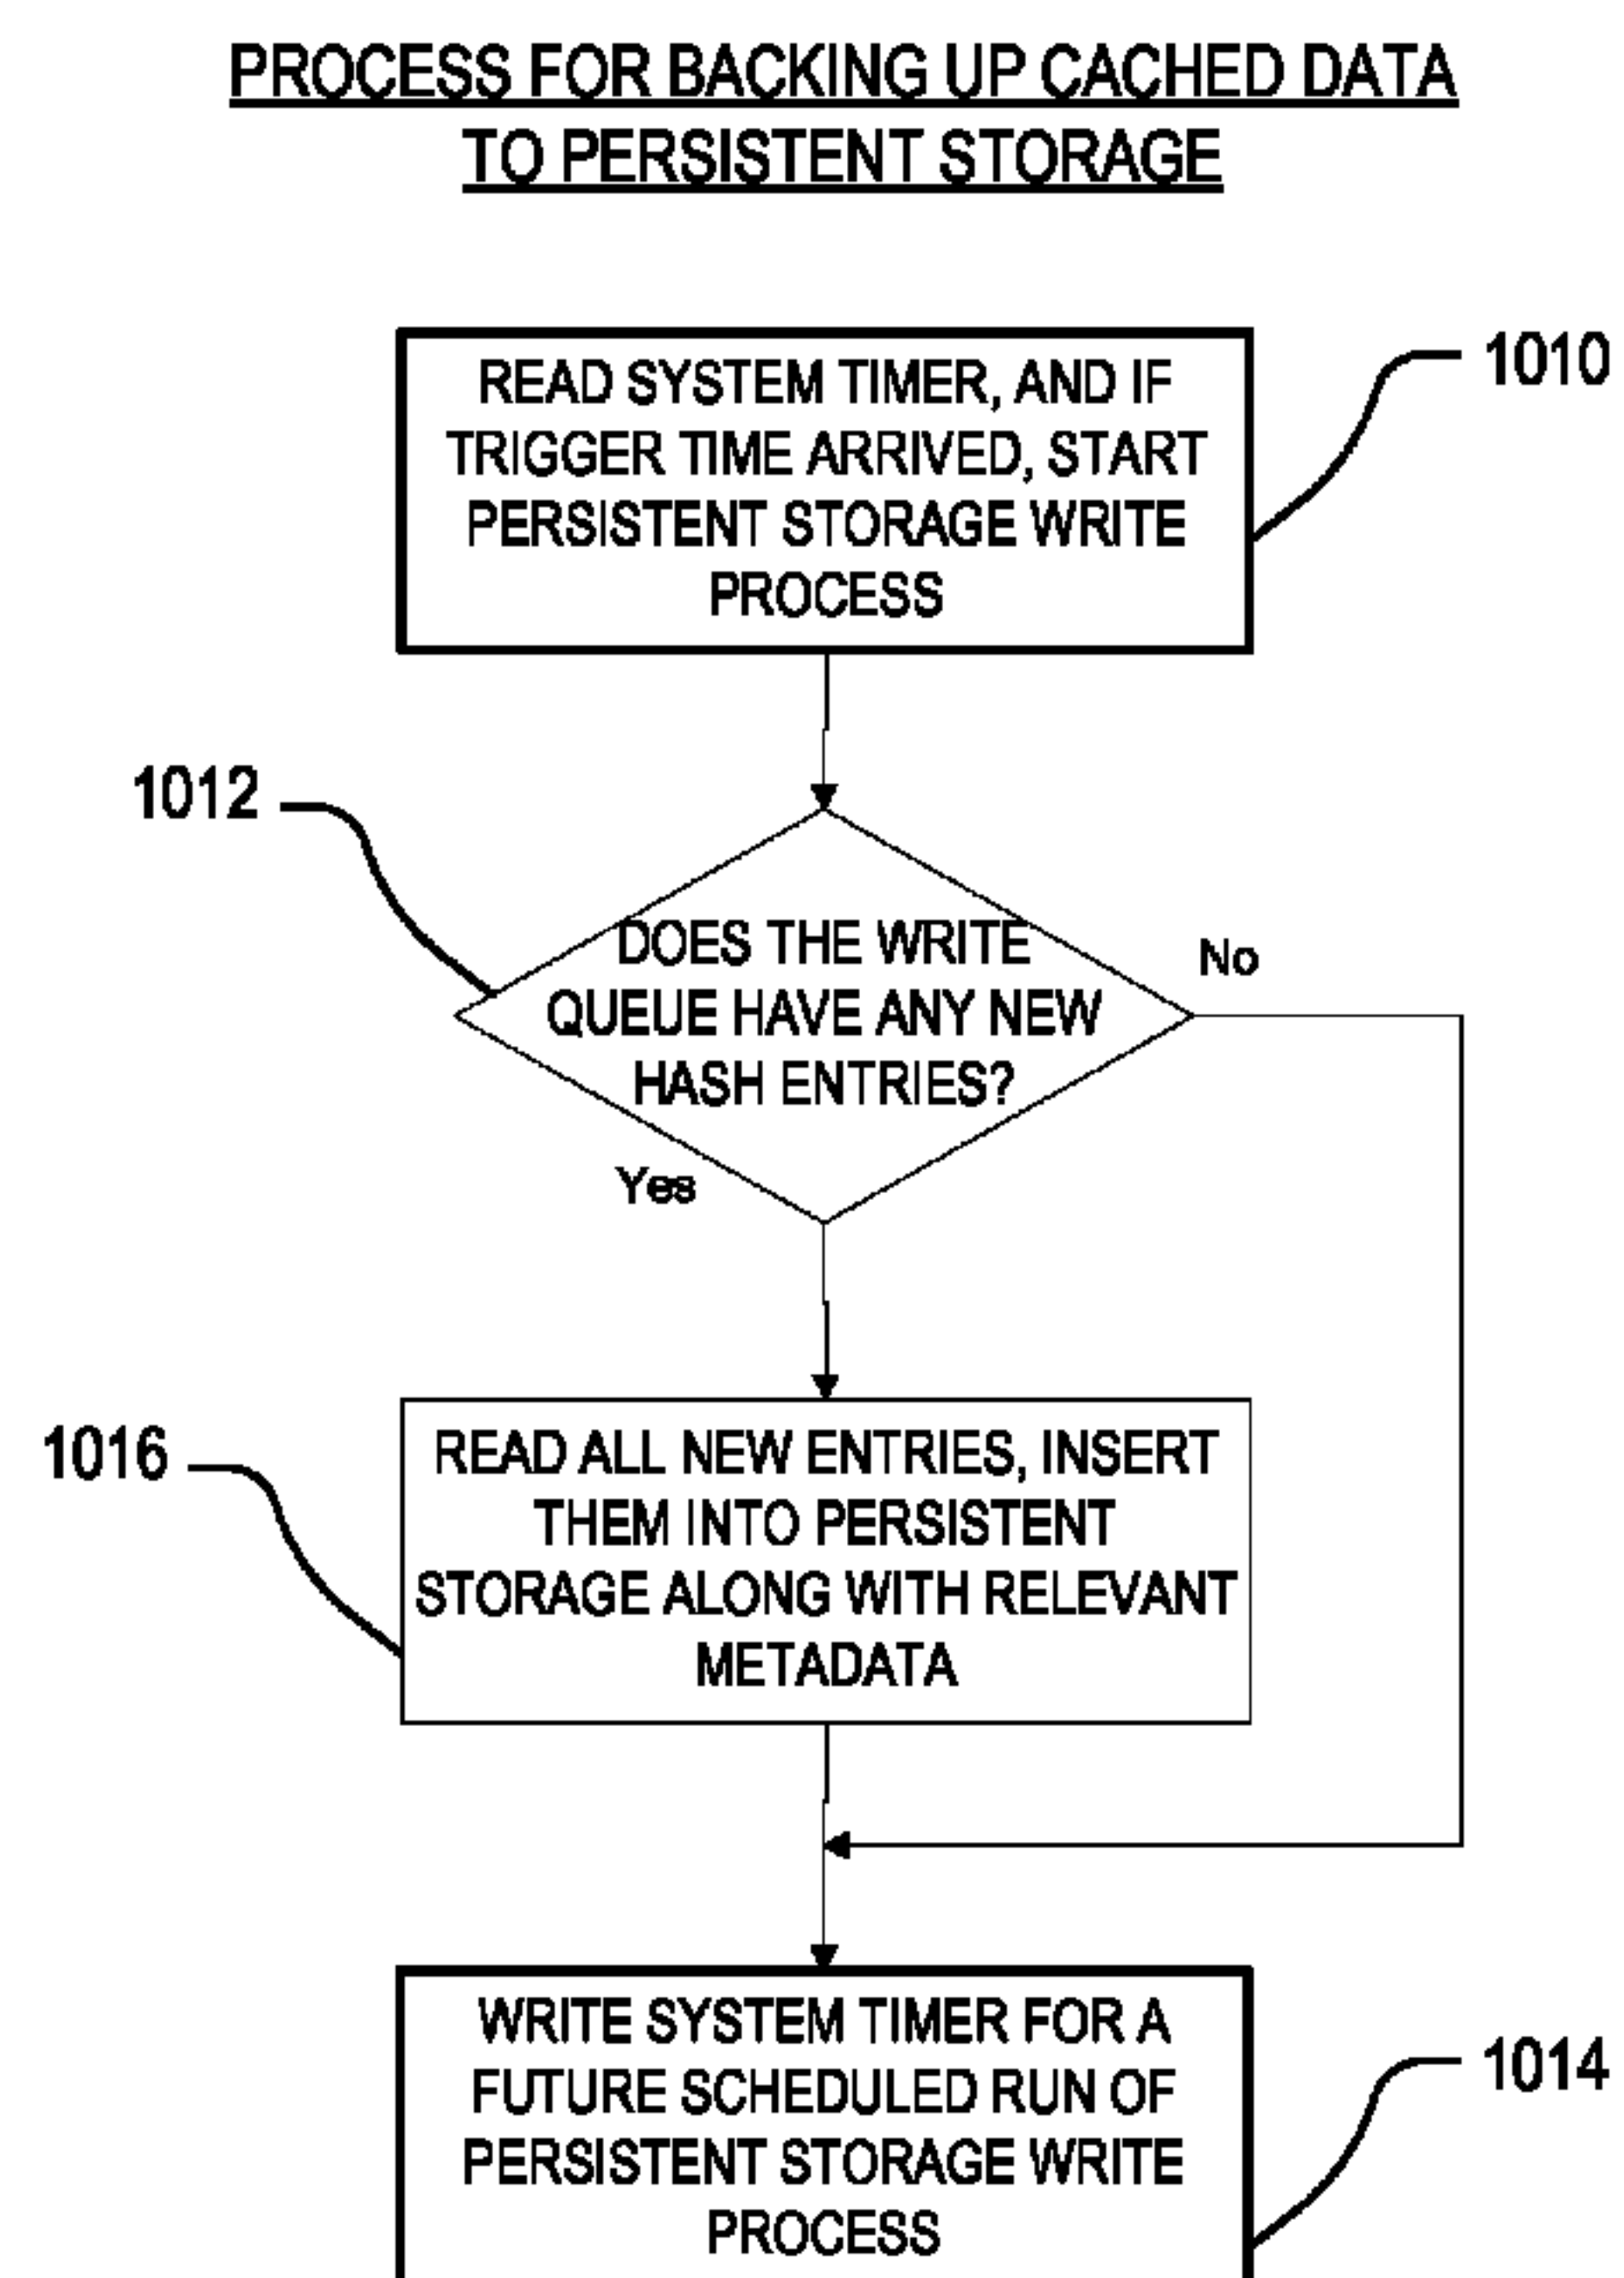 PROCESS FOR BACKING UP CACHED DATA
TO PERSISTENT STORAGE
READ SYSTEM TIMER, AND IF
TRIGGER TIME ARRIVED, START
PERSISTENT STORAGE WRITE
PROCESS
1010
1012
DOES THE WRITE
QUEUE HAVE ANY NEW
HASH ENTRIES?
No
Yes
1016
READ ALL NEW ENTRIES, INSERT
THEM INTO PERSISTENT
STORAGE ALONG WITH RELEVANT
METADATA
WRITE SYSTEM TIMER FOR A
FUTURE SCHEDULED RUN OF
PERSISTENT STORAGE WRITE
PROCESS
1014